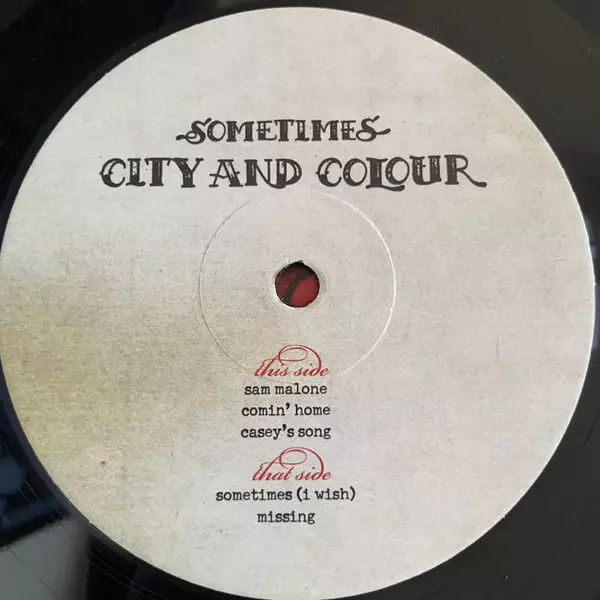 SOMETIMES
CITY AND COLOUR
this side
sam malone
comin' home
casey's song
that side
sometimes (i wish)
missing